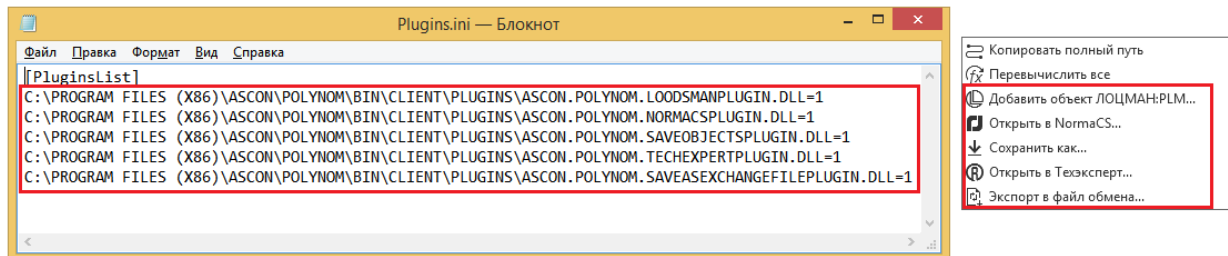 Plugins.ini — Блокнот
Файл Правка Формат Вид Справка
[PluginsList]
C:\PROGRAM FILES (X86)\ASCON\POLYNOM\BIN\CLIENT\PLUGINS\ASCON.POLYNOM.LOODSMANPLUGIN.DLL=1
C:\PROGRAM FILES (X86)\ASCON\POLYNOM\BIN\CLIENT\PLUGINS\ASCON.POLYNOM.NORMACSPLUGIN.DLL=1
C:\PROGRAM FILES (X86)\ASCON\POLYNOM\BIN\CLIENT\PLUGINS\ASCON.POLYNOM.SAVEOBJECTSPLUGIN.DLL=1
C:\PROGRAM FILES (X86)\ASCON\POLYNOM\BIN\CLIENT\PLUGINS\ASCON.POLYNOM.TECHEXPERTPLUGIN.DLL=1
C:\PROGRAM FILES (X86)\ASCON\POLYNOM\BIN\CLIENT\PLUGINS\ASCON.POLYNOM.SAVEASEXCHANGEFILEPLUGIN.DLL=1
Копировать полный путь
Перевычислить все
Добавить объект ЛОЦМАН:PLM...
Открыть в NormaCS...
Сохранить как...
Открыть в Техэксперт...
Экспорт в файл обмена...